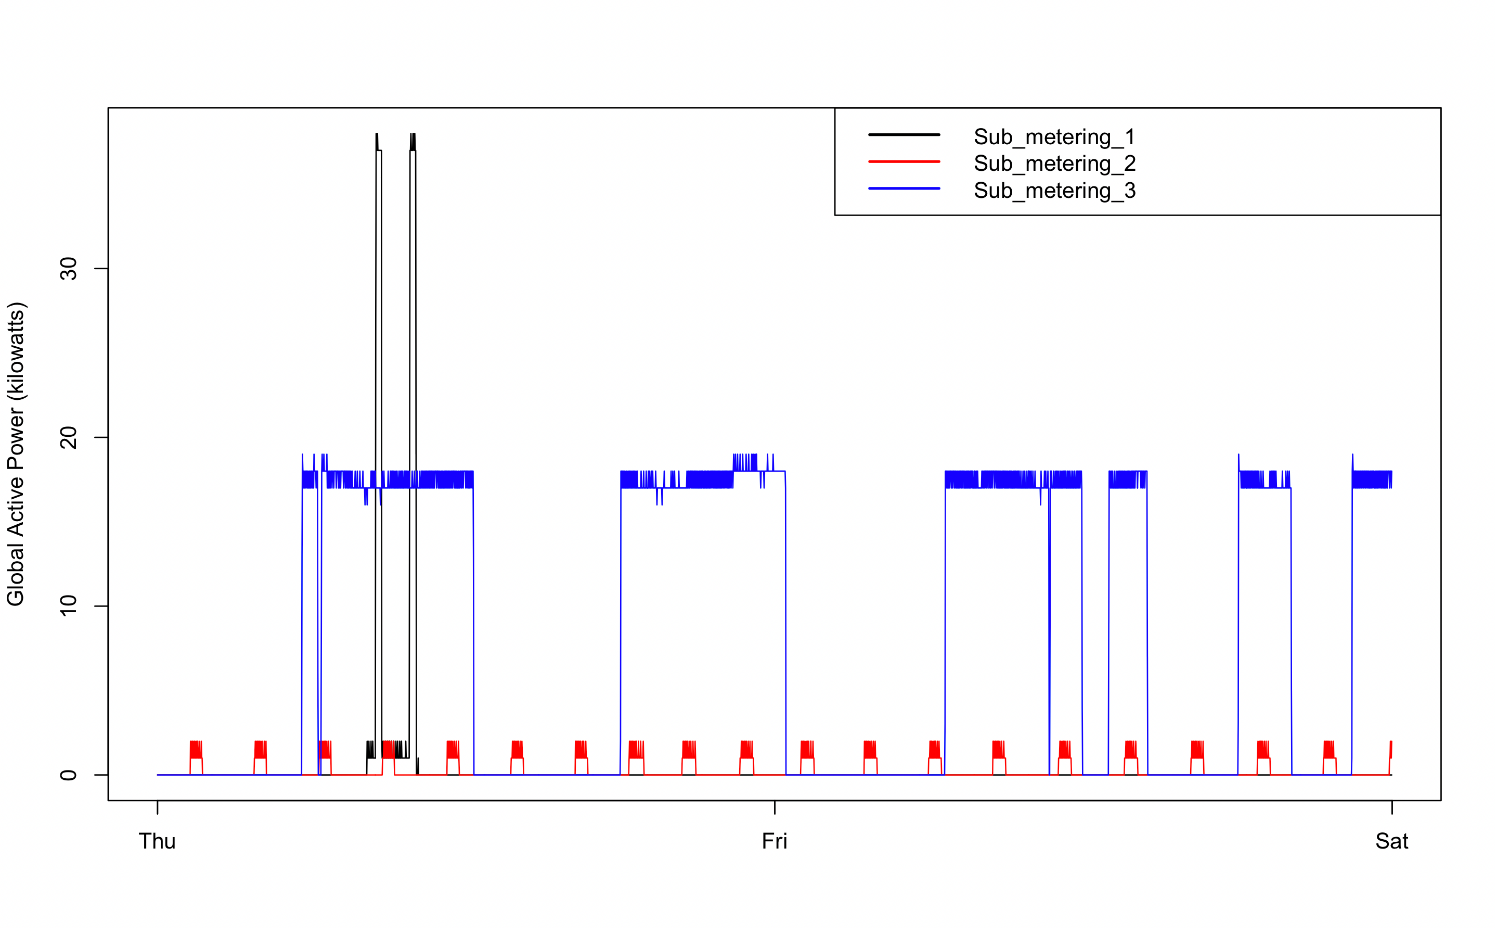 Sub_metering_1
Sub_metering_2
Sub_metering_3
Global Active Power (kilowatts)
30
20
10
0
Thu Fri Sat